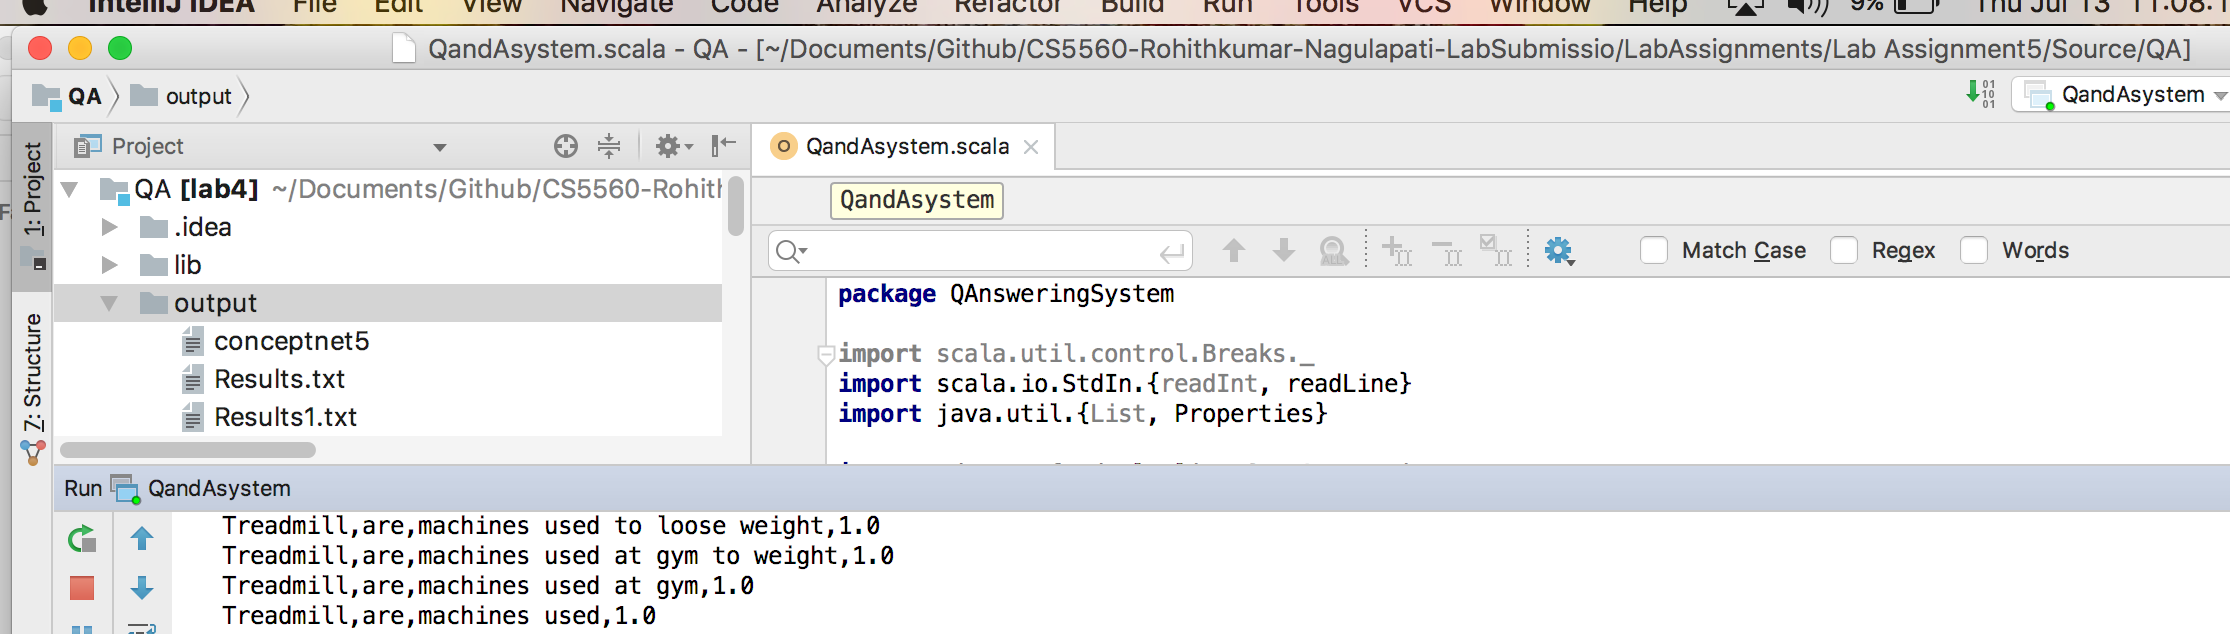 IntelliJ IDEA File Edit View Navigate Code Analyze Refactor Build Run Tools VCS Window Help 9% Thu Jul 13 11:08:1
QandAsystem.scala - QA - [~/Documents/Github/CS5560-Rohithkumar-Nagulapati-LabSubmissio/LabAssignments/Lab Assignment5/Source/QA]
QA output QandAsystem
1: Project
7: Structure
Project
QandAsystem.scala
QA [lab4] ~/Documents/Github/CS5560-Rohith
.idea
lib
output
conceptnet5
Results.txt
Results1.txt
QandAsystem
Match Case Regex Words
package QAnsweringSystem
import scala.util.control.Breaks._
import scala.io.StdIn.{readInt, readLine}
import java.util.{List, Properties}
Run QandAsystem
Treadmill,are,machines used to loose weight,1.0
Treadmill,are,machines used at gym to weight,1.0
Treadmill,are,machines used at gym,1.0
Treadmill,are,machines used,1.0